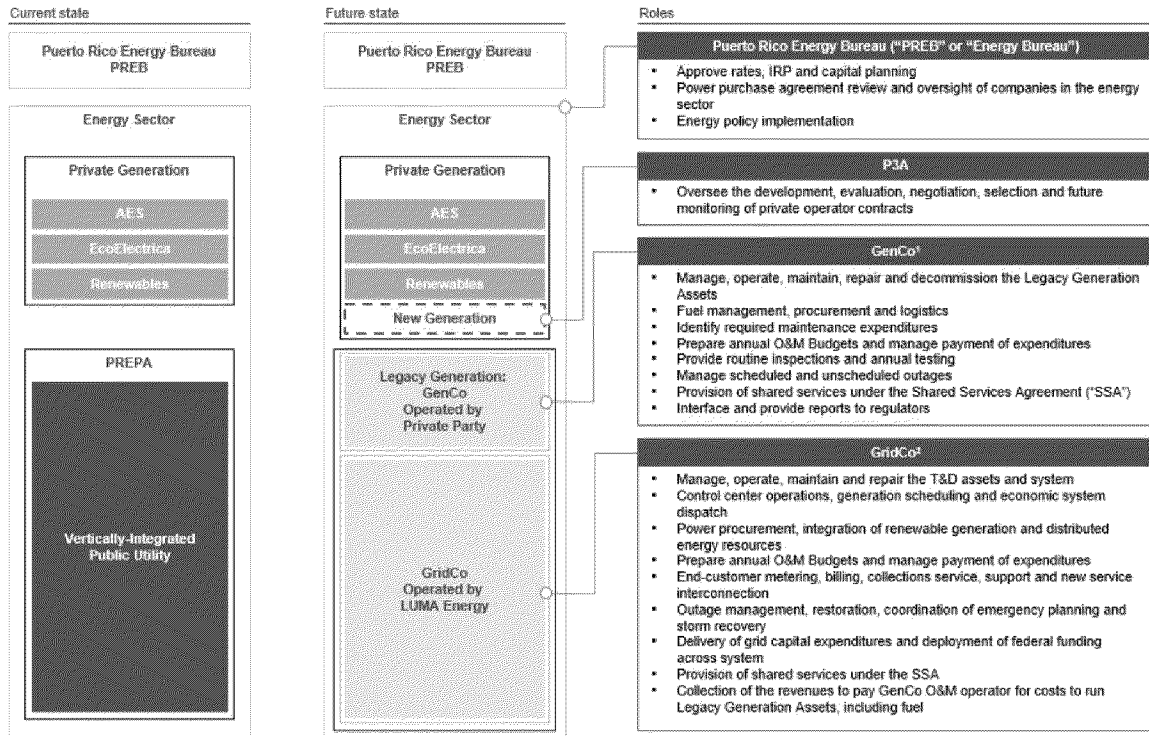 Current state
Puerto Rico Energy Bureau
PREB
Energy Sector
Private Generation
AES
EcoElectrica
Renewables
PREPA
Vertically-Integrated
Public Utility
Future state
Puerto Rico Energy Bureau
PREB
Energy Sector
Private Generation
AES
EcoElectrica
Renewables
New Generation
Legacy Generation:
GenCo
Operated by
Private Party
GridCo
Operated by
LUMA Energy
Roles
Puerto Rico Energy Bureau ("PREB" or "Energy Bureau")
▪ Approve rates, IRP and capital planning
▪ Power purchase agreement review and oversight of companies in the energy
sector
▪ Energy policy implementation
P3A
▪ Oversee the development, evaluation, negotiation, selection and future
monitoring of private operator contracts
GenCo¹
▪ Manage, operate, maintain, repair and decommission the Legacy Generation
Assets
▪ Fuel management, procurement and logistics
▪ Identify required maintenance expenditures
▪ Prepare annual O&M Budgets and manage payment of expenditures
▪ Provide routine inspections and annual testing
▪ Manage scheduled and unscheduled outages
▪ Provision of shared services under the Shared Services Agreement ("SSA")
▪ Interface and provide reports to regulators
GridCo²
▪ Manage, operate, maintain and repair the T&D assets and system
▪ Control center operations, generation scheduling and economic system
dispatch
▪ Power procurement, integration of renewable generation and distributed
energy resources
▪ Prepare annual O&M Budgets and manage payment of expenditures
▪ End-customer metering, billing, collections service, support and new service
interconnection
▪ Outage management, restoration, coordination of emergency planning and
storm recovery
▪ Delivery of grid capital expenditures and deployment of federal funding
across system
▪ Provision of shared services under the SSA
▪ Collection of the revenues to pay GenCo O&M operator for costs to run
Legacy Generation Assets, including fuel